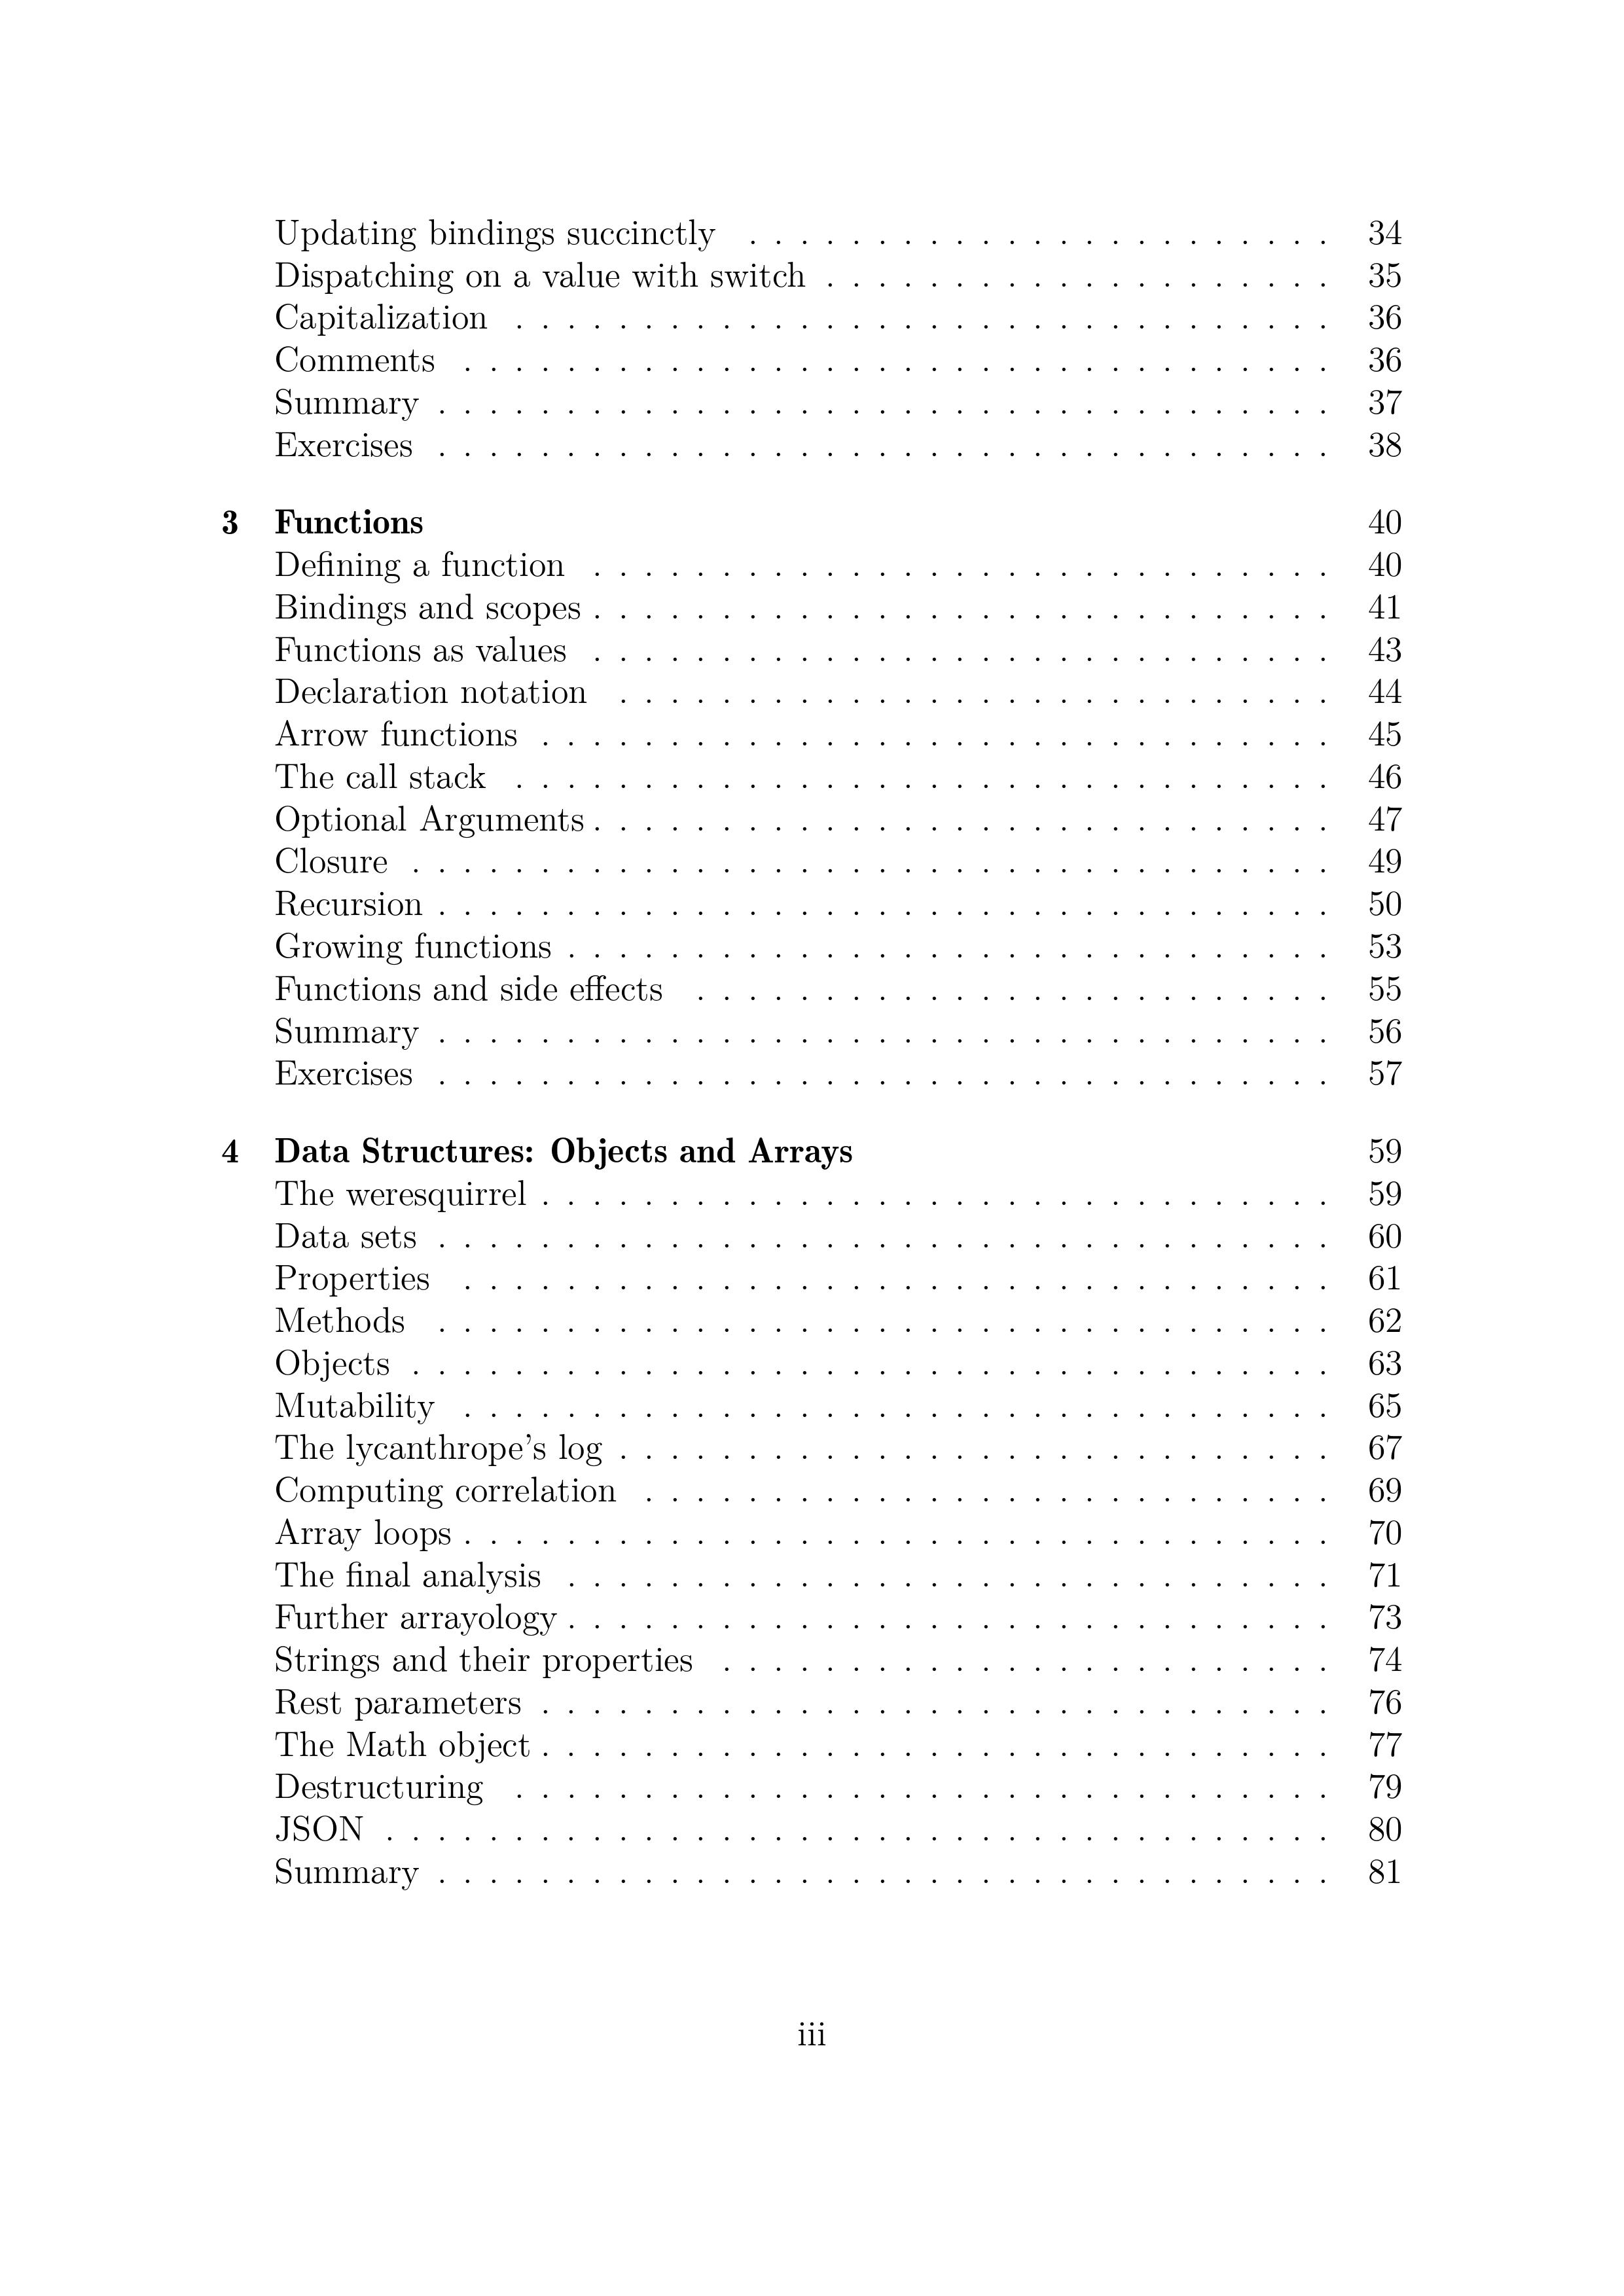 Updating bindings succinctly . . . . . . . . . . . . . . . . . . . . . . . 34
Dispatching on a value with switch . . . . . . . . . . . . . . . . . . . . 35
Capitalization . . . . . . . . . . . . . . . . . . . . . . . . . . . . . . . . 36
Comments . . . . . . . . . . . . . . . . . . . . . . . . . . . . . . . . . . 36
Summary . . . . . . . . . . . . . . . . . . . . . . . . . . . . . . . . . . . 37
Exercises . . . . . . . . . . . . . . . . . . . . . . . . . . . . . . . . . . . 38
3 Functions 40
Defining a function . . . . . . . . . . . . . . . . . . . . . . . . . . . . . 40
Bindings and scopes . . . . . . . . . . . . . . . . . . . . . . . . . . . . . 41
Functions as values . . . . . . . . . . . . . . . . . . . . . . . . . . . . . 43
Declaration notation . . . . . . . . . . . . . . . . . . . . . . . . . . . . 44
Arrow functions . . . . . . . . . . . . . . . . . . . . . . . . . . . . . . . 45
The call stack . . . . . . . . . . . . . . . . . . . . . . . . . . . . . . . . 46
Optional Arguments . . . . . . . . . . . . . . . . . . . . . . . . . . . . . 47
Closure . . . . . . . . . . . . . . . . . . . . . . . . . . . . . . . . . . . . 49
Recursion . . . . . . . . . . . . . . . . . . . . . . . . . . . . . . . . . . . 50
Growing functions . . . . . . . . . . . . . . . . . . . . . . . . . . . . . . 53
Functions and side effects . . . . . . . . . . . . . . . . . . . . . . . . . 55
Summary . . . . . . . . . . . . . . . . . . . . . . . . . . . . . . . . . . . 56
Exercises . . . . . . . . . . . . . . . . . . . . . . . . . . . . . . . . . . . 57
4 Data Structures: Objects and Arrays 59
The weresquirrel . . . . . . . . . . . . . . . . . . . . . . . . . . . . . . . 59
Data sets . . . . . . . . . . . . . . . . . . . . . . . . . . . . . . . . . . . 60
Properties . . . . . . . . . . . . . . . . . . . . . . . . . . . . . . . . . . 61
Methods . . . . . . . . . . . . . . . . . . . . . . . . . . . . . . . . . . . 62
Objects . . . . . . . . . . . . . . . . . . . . . . . . . . . . . . . . . . . . 63
Mutability . . . . . . . . . . . . . . . . . . . . . . . . . . . . . . . . . . 65
The lycanthrope's log . . . . . . . . . . . . . . . . . . . . . . . . . . . . 67
Computing correlation . . . . . . . . . . . . . . . . . . . . . . . . . . . 69
Array loops . . . . . . . . . . . . . . . . . . . . . . . . . . . . . . . . . . 70
The final analysis . . . . . . . . . . . . . . . . . . . . . . . . . . . . . . 71
Further arrayology . . . . . . . . . . . . . . . . . . . . . . . . . . . . . . 73
Strings and their properties . . . . . . . . . . . . . . . . . . . . . . . . 74
Rest parameters . . . . . . . . . . . . . . . . . . . . . . . . . . . . . . . 76
The Math object . . . . . . . . . . . . . . . . . . . . . . . . . . . . . . . 77
Destructuring . . . . . . . . . . . . . . . . . . . . . . . . . . . . . . . . 79
JSON . . . . . . . . . . . . . . . . . . . . . . . . . . . . . . . . . . . . . 80
Summary . . . . . . . . . . . . . . . . . . . . . . . . . . . . . . . . . . . 81
iii